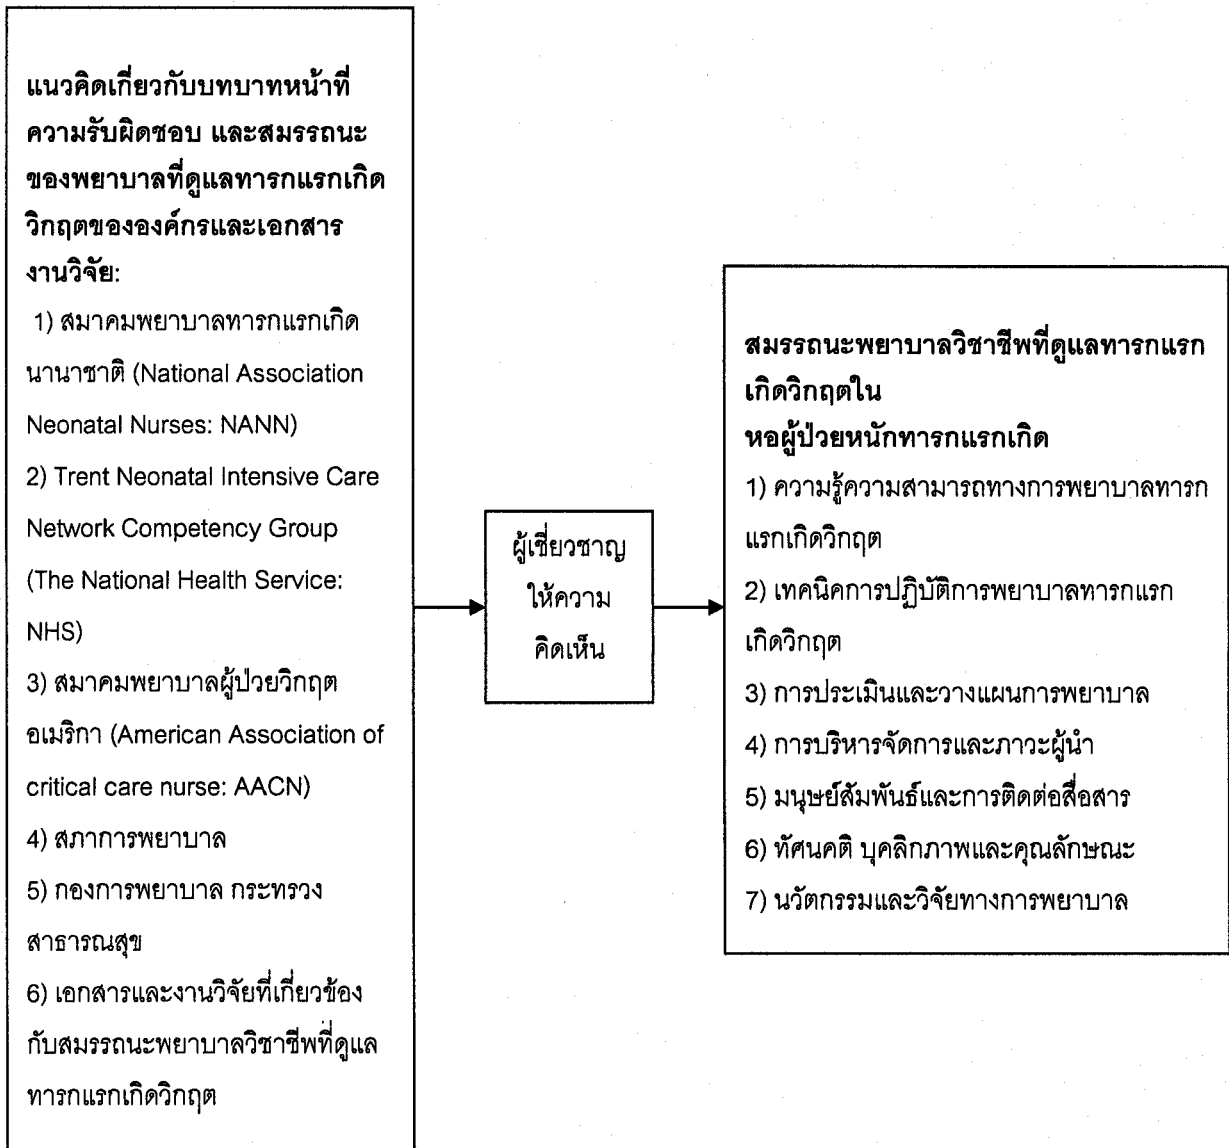 แนวคิดเกี่ยวกับบทบาทหน้าที่
ความรับผิดชอบ และสมรรถนะ
ของพยาบาลที่ดูแลทารกแรกเกิด
วิกฤตขององค์กรและเอกสาร
งานวิจัย:
1) สมาคมพยาบาลทารกแรกเกิด
นานาชาติ (National Association
Neonatal Nurses: NANN)
2) Trent Neonatal Intensive Care
Network Competency Group
(The National Health Service:
NHS)
3) สมาคมพยาบาลผู้ป่วยวิกฤต
อเมริกา (American Association of
critical care nurse: AACN)
4) สภาการพยาบาล
5) กองการพยาบาล กระทรวง
สาธารณสุข
6) เอกสารและงานวิจัยที่เกี่ยวข้อง
กับสมรรถนะพยาบาลวิชาชีพที่ดูแล
ทารกแรกเกิดวิกฤต
ผู้เชี่ยวชาญ
ให้ความ
คิดเห็น
สมรรถนะพยาบาลวิชาชีพที่ดูแลทารกแรก
เกิดวิกฤตใน
หอผู้ป่วยหนักทารกแรกเกิด
1) ความรู้ความสามารถทางการพยาบาลทารก
แรกเกิดวิกฤต
2) เทคนิคการปฏิบัติการพยาบาลทารกแรก
เกิดวิกฤต
3) การประเมินและวางแผนการพยาบาล
4) การบริหารจัดการและภาวะผู้นำ
5) มนุษย์สัมพันธ์และการติดต่อสื่อสาร
6) ทัศนคติ บุคลิกภาพและคุณลักษณะ
7) นวัตกรรมและวิจัยทางการพยาบาล